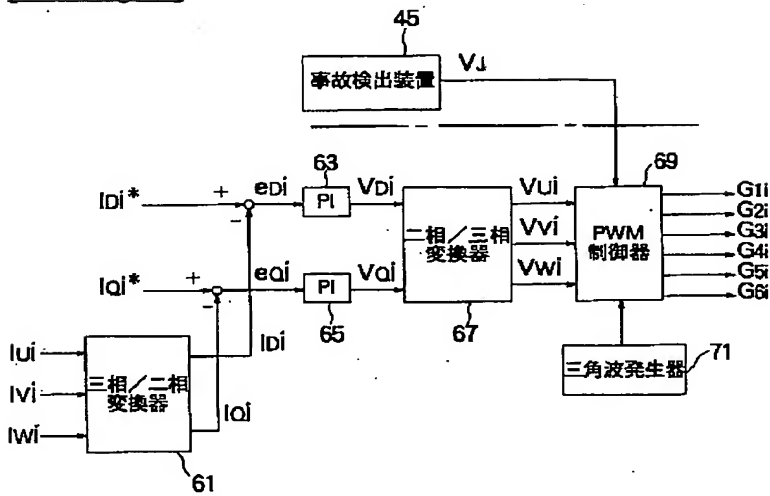 45
事故検出装置
V⊥
63
69
IDi*
+
−
eDi
PI
VDi
VUi
G1i
G2i
G3i
G4i
G5i
G6i
二相／三相
変換器
VVi
PWM
制御器
IQi*
+
−
eQi
PI
VQi
VWi
65
67
IDi
IUi
三相／二相
変換器
IVi
IQi
IWi
61
三角波発生器
71